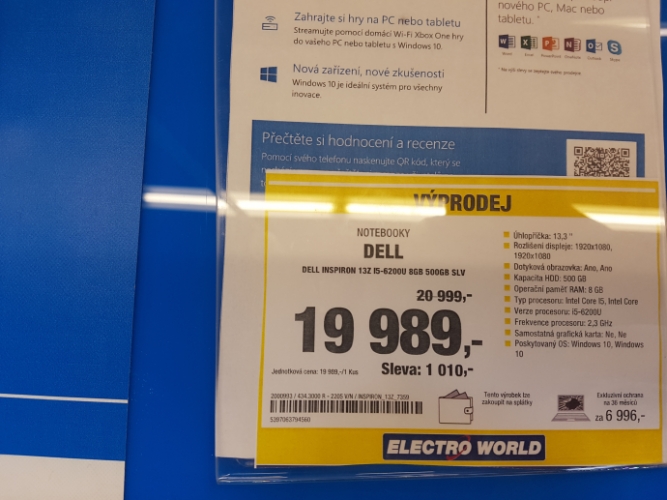 Zahrajte si hry na PC nebo tabletu
Streamujte pomocí domácí Wi-Fi Xbox One hry
do vašeho PC nebo tabletu s Windows 10.
Nová zařízení, nové zkušenosti
Windows 10 je ideální systém pro všechny
inovace.
nového PC, Mac nebo
tabletu.
Word Excel PowerPoint OneNote Outlook Skype
Přečtěte si hodnocení a recenze
Pomocí svého telefonu naskenujte QR kód, který se
VÝPRODEJ
NOTEBOOKY
DELL
DELL INSPIRON 13Z I5-6200U 8GB 500GB SLV
20 999,-
19 989,-
Jednotková cena: 19 989,-/1 Kus
Sleva: 1 010,-
Úhlopříčka: 13,3 "
Rozlišení displeje: 1920x1080,
1920x1080
Dotyková obrazovka: Ano, Ano
Kapacita HDD: 500 GB
Operační paměť RAM: 8 GB
Typ procesoru: Intel Core I5, Intel Core
Verze procesoru: i5-6200U
Frekvence procesoru: 2,3 GHz
Samostatná grafická karta: Ne, Ne
Poskytovaný OS: Windows 10, Windows
10
Tento výrobek lze
zakoupit na splátky
Exkluzivní ochrana
na 36 měsíců
za 6 996,-
ELECTRO WORLD